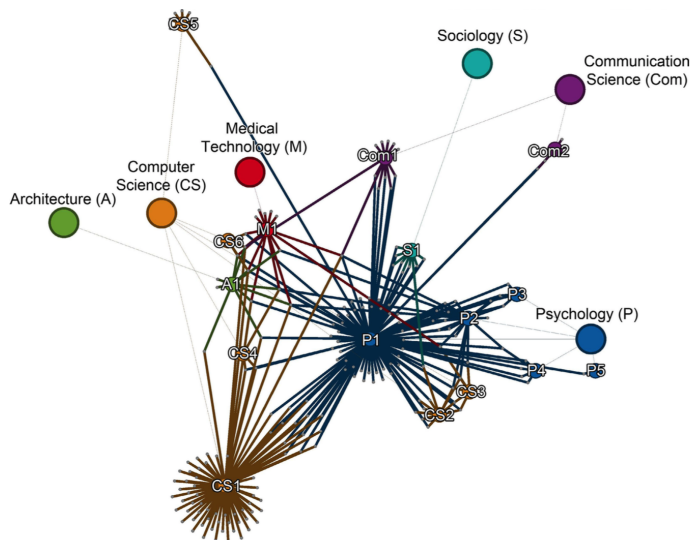 CS5
Sociology (S)
Communication
Science (Com)
Medical
Technology (M)
Com1
Com2
Computer
Science (CS)
Architecture (A)
M1
CS6
S1
A1
P3
P2
Psychology (P)
P1
CS4
P4
P5
CS3
CS2
CS1